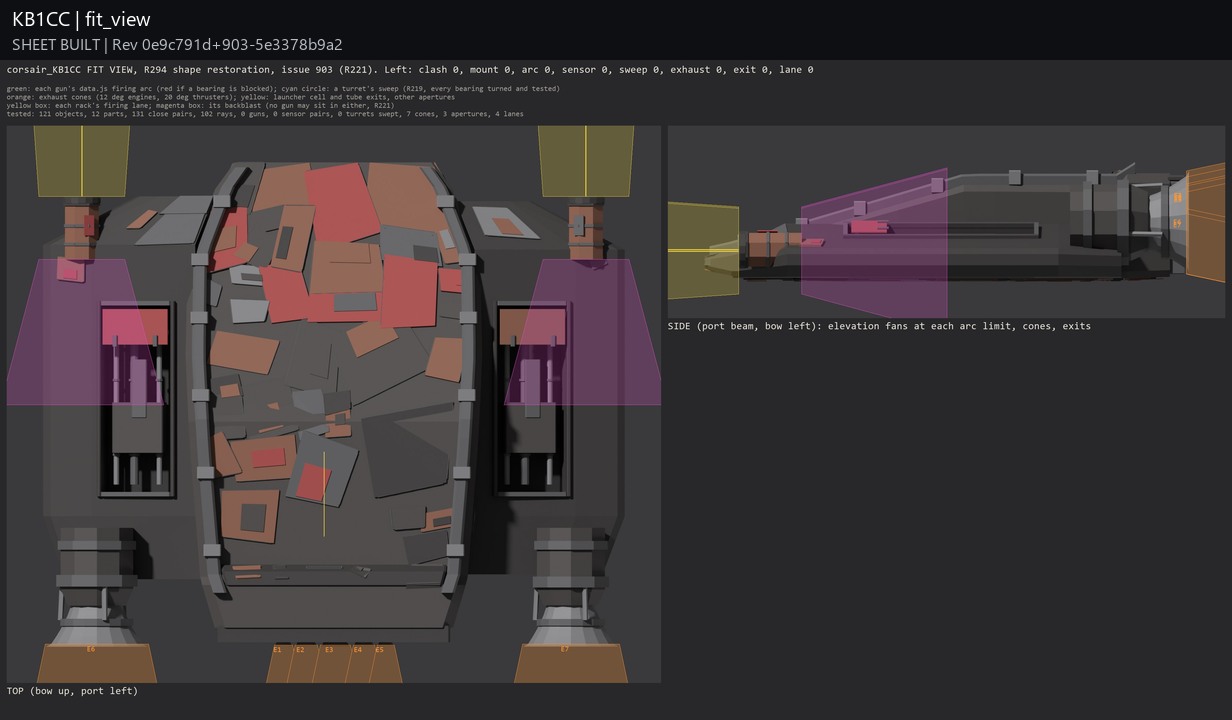 KB1CC | fit_view
SHEET BUILT | Rev 0e9c791d+903-5e3378b9a2
corsair_KB1CC FIT VIEW, R294 shape restoration, issue 903 (R221). Left: clash 0, mount 0, arc 0, sensor 0, sweep 0, exhaust 0, exit 0, lane 0
green: each gun's data.js firing arc (red if a bearing is blocked); cyan circle: a turret's sweep (R219, every bearing turned and tested)
orange: exhaust cones (12 deg engines, 20 deg thrusters); yellow: launcher cell and tube exits, other apertures
yellow box: each rack's firing lane; magenta box: its backblast (no gun may sit in either, R221)
tested: 121 objects, 12 parts, 131 close pairs, 102 rays, 0 guns, 0 sensor pairs, 0 turrets swept, 7 cones, 3 apertures, 4 lanes
SIDE (port beam, bow left): elevation fans at each arc limit, cones, exits
E6 E1 E2 E3 E4 E5 E7
TOP (bow up, port left)